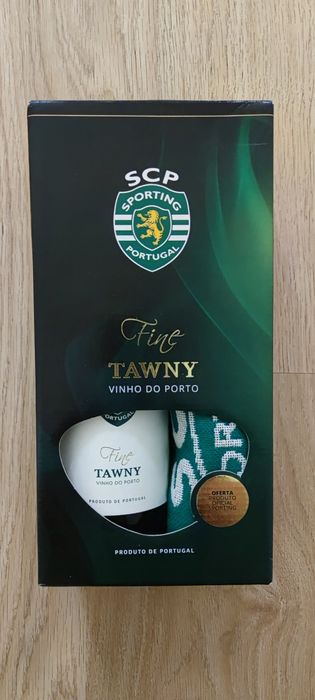 SCP
SPORTING
PORTUGAL
Fine
TAWNY
VINHO DO PORTO
PORTUGAL
Fine
TAWNY
VINHO DO PORTO
PRODUTO DE PORTUGAL
OFERTA
PRODUTO
OFICIAL
SPORTING
PRODUTO DE PORTUGAL